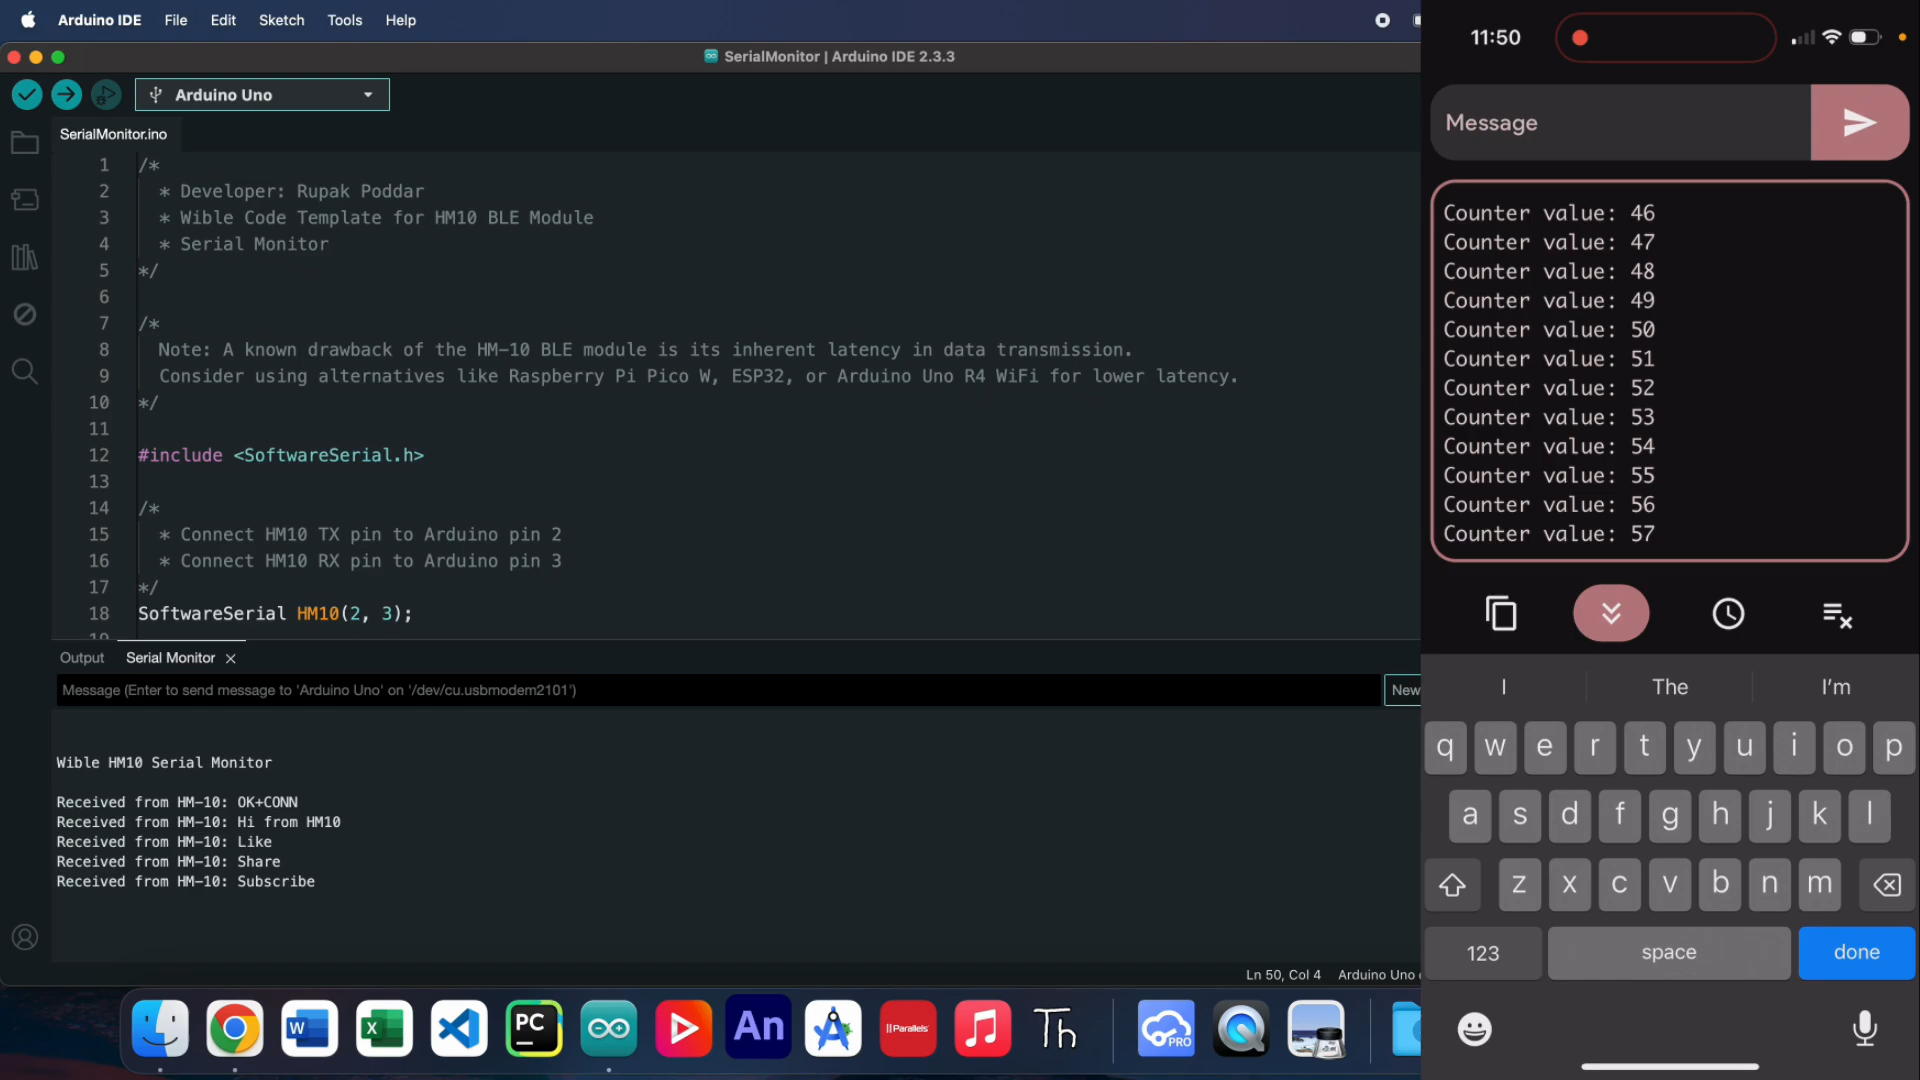 Arduino IDE File Edit Sketch Tools Help
SerialMonitor | Arduino IDE 2.3.3
Arduino Uno
SerialMonitor.ino
1 /*
2 * Developer: Rupak Poddar
3 * Wible Code Template for HM10 BLE Module
4 * Serial Monitor
5 */
6
7 /*
8 Note: A known drawback of the HM-10 BLE module is its inherent latency in data transmission.
9 Consider using alternatives like Raspberry Pi Pico W, ESP32, or Arduino Uno R4 WiFi for lower latency.
10 */
11
12 #include <SoftwareSerial.h>
13
14 /*
15 * Connect HM10 TX pin to Arduino pin 2
16 * Connect HM10 RX pin to Arduino pin 3
17 */
18 SoftwareSerial HM10(2, 3);
19
Output Serial Monitor
Message (Enter to send message to 'Arduino Uno' on '/dev/cu.usbmodem2101')
New
Wible HM10 Serial Monitor
Received from HM-10: OK+CONN
Received from HM-10: Hi from HM10
Received from HM-10: Like
Received from HM-10: Share
Received from HM-10: Subscribe
Ln 50, Col 4 Arduino Uno
W X PC An Parallels Th PRO
11:50
Message
Counter value: 46
Counter value: 47
Counter value: 48
Counter value: 49
Counter value: 50
Counter value: 51
Counter value: 52
Counter value: 53
Counter value: 54
Counter value: 55
Counter value: 56
Counter value: 57
I The I'm
q w e r t y u i o p
a s d f g h j k l
z x c v b n m
123 space done